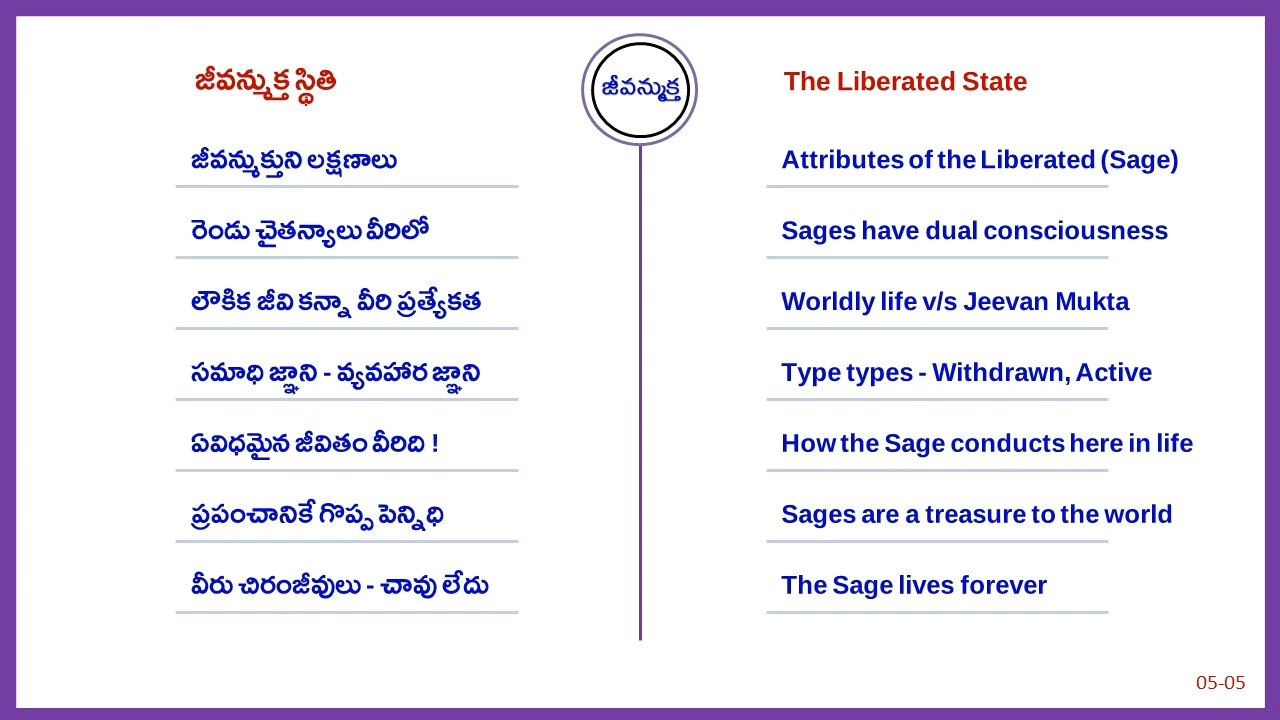 జీవన్ముక్త స్థితి
జీవన్ముక్తుని లక్షణాలు
రెండు చైతన్యాలు వీరిలో
లౌకిక జీవి కన్నా వీరి ప్రత్యేకత
సమాధి జ్ఞాని - వ్యవహార జ్ఞాని
ఏవిధమైన జీవితం వీరిది !
ప్రపంచానికే గొప్ప పెన్నిధి
వీరు చిరంజీవులు - చావు లేదు
జీవన్ముక్త
The Liberated State
Attributes of the Liberated (Sage)
Sages have dual consciousness
Worldly life v/s Jeevan Mukta
Type types - Withdrawn, Active
How the Sage conducts here in life
Sages are a treasure to the world
The Sage lives forever
05-05